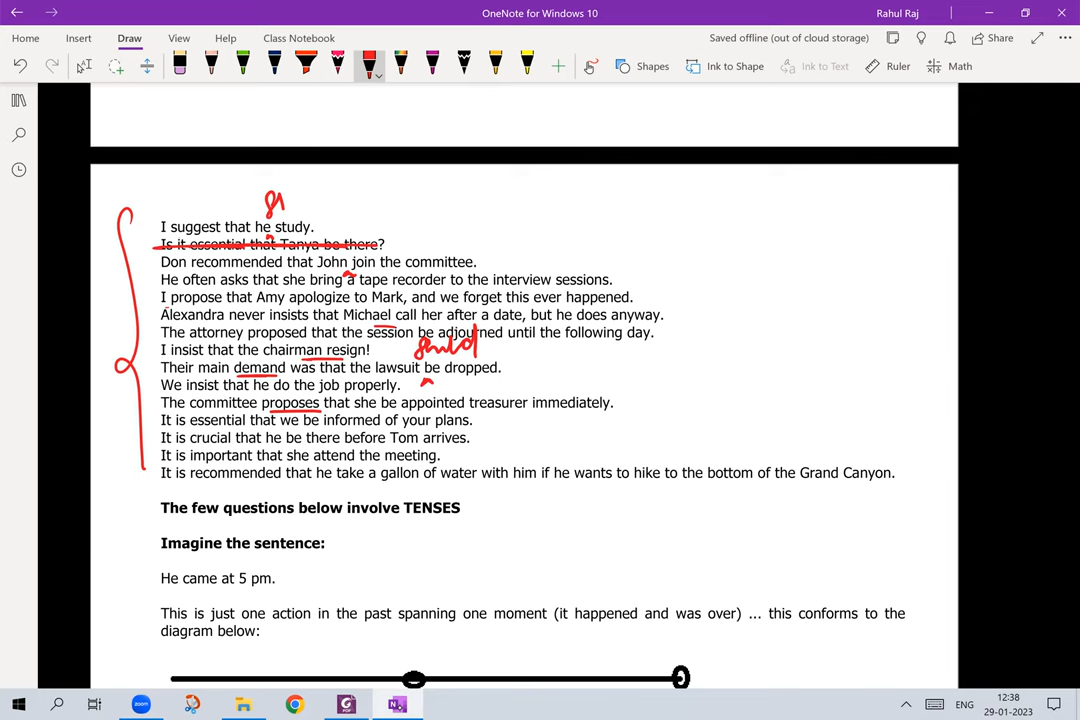 OneNote for Windows 10
Rahul Raj
Home Insert Draw View Help Class Notebook
Saved offline (out of cloud storage)
Share
Shapes Ink to Shape Ink to Text Ruler Math
I suggest that he study.
Is it essential that Tanya be there?
Don recommended that John join the committee.
He often asks that she bring a tape recorder to the interview sessions.
I propose that Amy apologize to Mark, and we forget this ever happened.
Alexandra never insists that Michael call her after a date, but he does anyway.
The attorney proposed that the session be adjourned until the following day.
should
I insist that the chairman resign!
Their main demand was that the lawsuit be dropped.
We insist that he do the job properly.
The committee proposes that she be appointed treasurer immediately.
It is essential that we be informed of your plans.
It is crucial that he be there before Tom arrives.
It is important that she attend the meeting.
It is recommended that he take a gallon of water with him if he wants to hike to the bottom of the Grand Canyon.
The few questions below involve TENSES
Imagine the sentence:
He came at 5 pm.
This is just one action in the past spanning one moment (it happened and was over) ... this conforms to the
diagram below:
zoom
ENG
12:38
29-01-2023